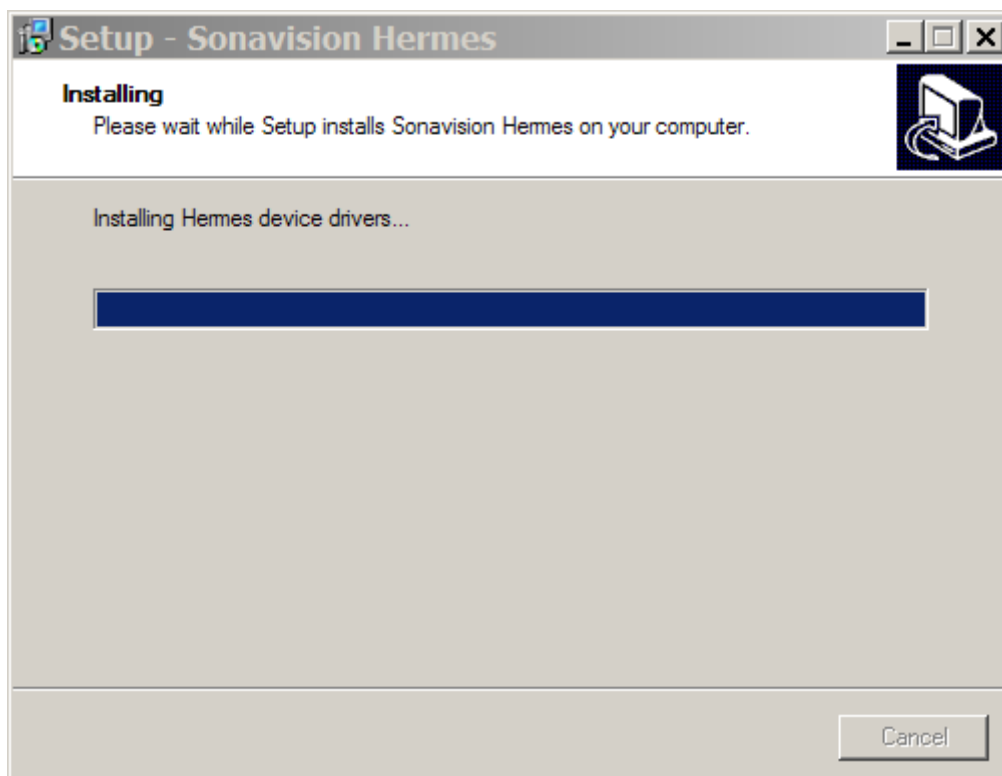 Setup - Sonavision Hermes
Installing
Please wait while Setup installs Sonavision Hermes on your computer.
Installing Hermes device drivers...
Cancel